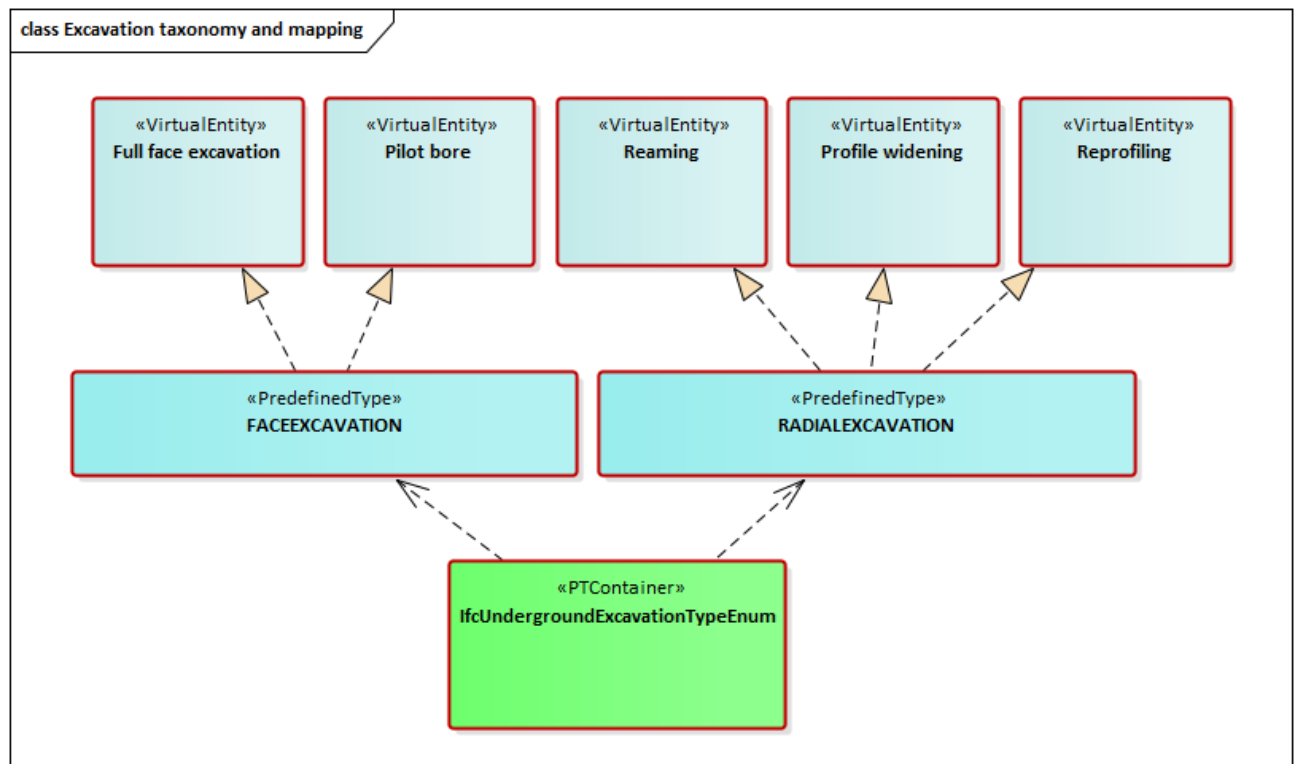 class Excavation taxonomy and mapping
«VirtualEntity»
Full face excavation
«VirtualEntity»
Pilot bore
«VirtualEntity»
Reaming
«VirtualEntity»
Profile widening
«VirtualEntity»
Reprofiling
«PredefinedType»
FACEEXCAVATION
«PredefinedType»
RADIALEXCAVATION
«PTContainer»
IfcUndergroundExcavationTypeEnum